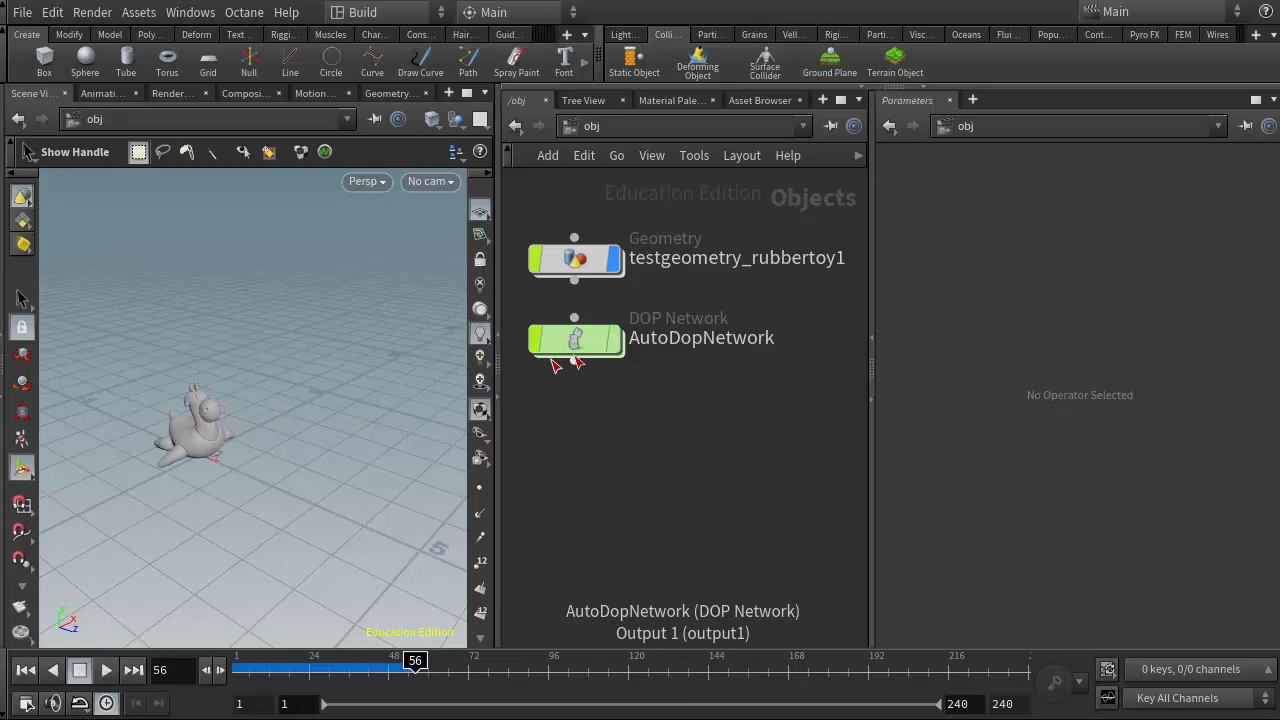 File Edit Render Assets Windows Octane Help Build Main Main
Create Modify Model Poly... Deform Text... Riggi... Muscles Char... Cons... Hair... Guid... Light... Colli... Parti... Grains Vell... Rigi... Parti... Visc... Oceans Flui... Popu... Cont... Pyro FX FEM Wires
Box Sphere Tube Torus Grid Null Line Circle Curve Draw Curve Path Spray Paint Font Static Object Deforming Object Surface Collider Ground Plane Terrain Object
Scene Vi... Animati... Render... Composi... Motion... Geometry... /obj Tree View Material Pale... Asset Browser Parameters
obj obj obj
Show Handle Add Edit Go View Tools Layout Help
Persp No cam
Education Edition Objects
Geometry
testgeometry_rubbertoy1
DOP Network
AutoDopNetwork
No Operator Selected
5
12
12
AutoDopNetwork (DOP Network)
Output 1 (output1)
Education Edition
y x z
56 1 24 48 56 72 96 120 144 168 192 216 0 keys, 0/0 channels
1 1 240 240 Key All Channels